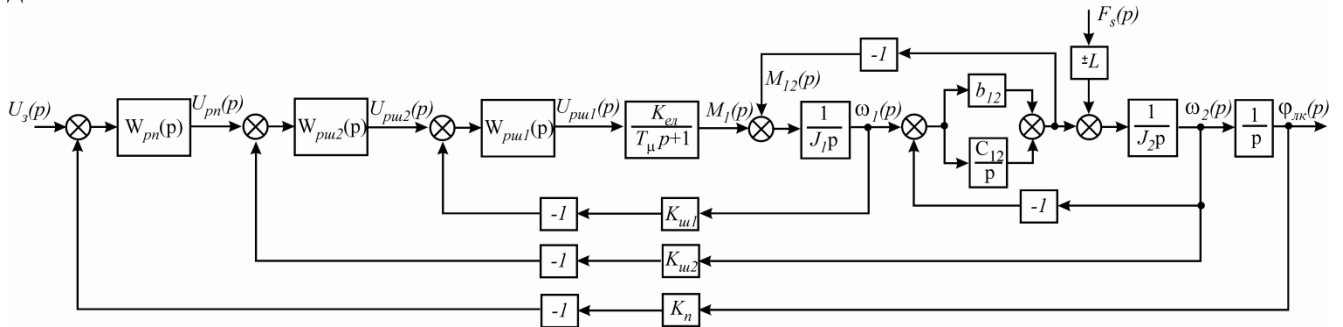 F_s(p)
-1
±L
M_12(p)
b_12
U_з(p)
W_рп(p)
U_рп(p)
W_рш2(p)
U_рш2(p)
W_рш1(p)
U_рш1(p)
K_ел
T_μ p+1
M_1(p)
1
J_1p
ω_1(p)
C_12
p
1
J_2p
ω_2(p)
1
p
φ_лк(p)
-1
-1
K_ш1
-1
K_ш2
-1
K_п